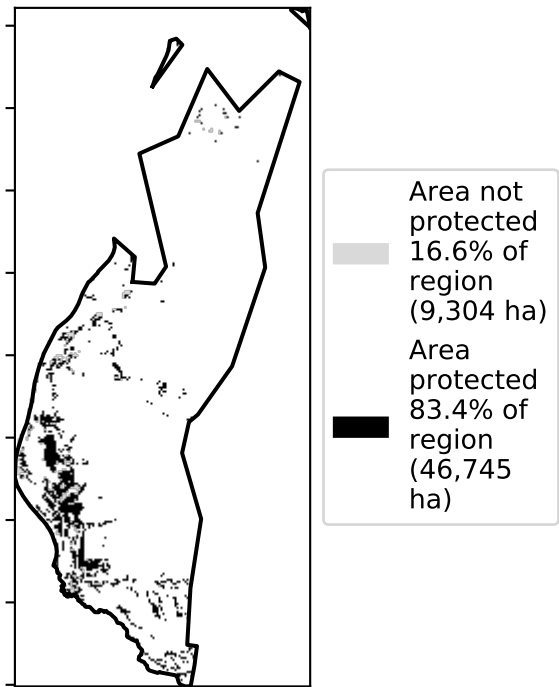 Area not
protected
16.6% of
region
(9,304 ha)
Area
protected
83.4% of
region
(46,745
ha)